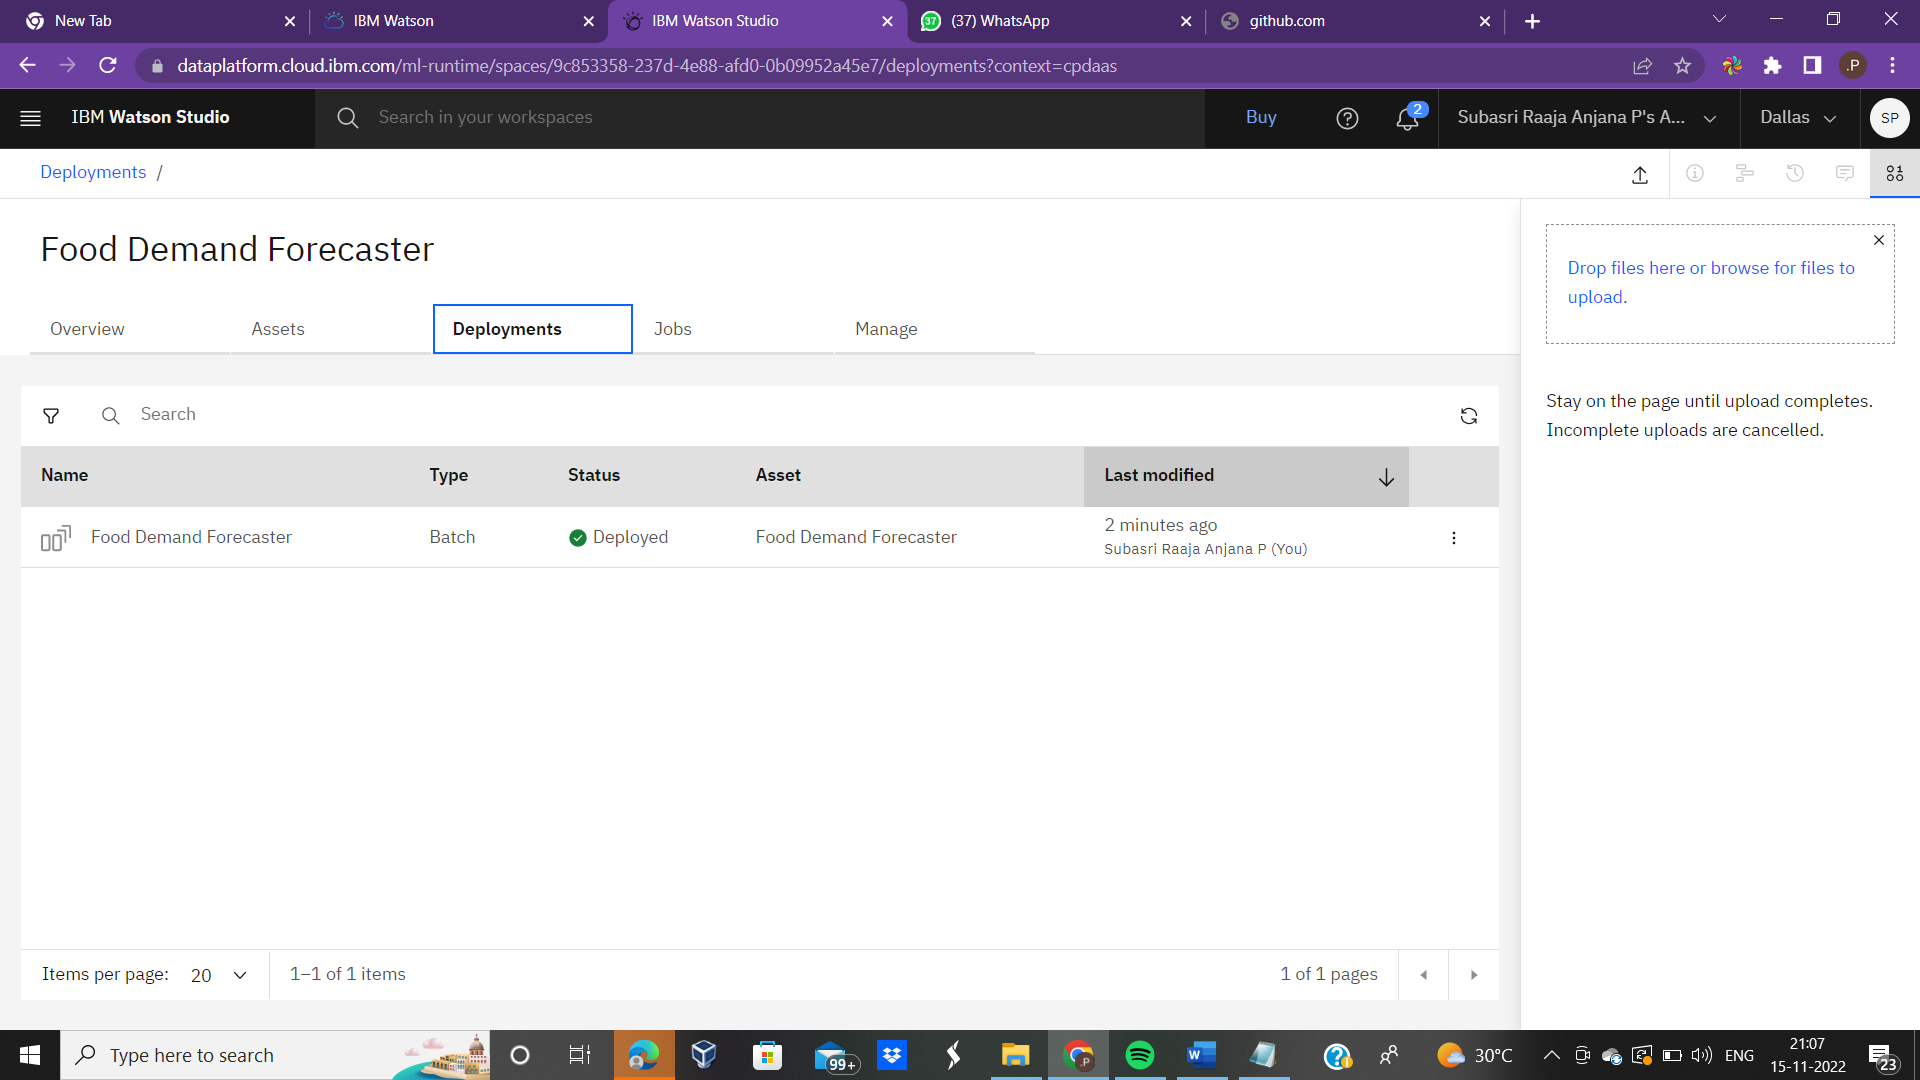 New Tab
IBM Watson
IBM Watson Studio
37
(37) WhatsApp
github.com
dataplatform.cloud.ibm.com/ml-runtime/spaces/9c853358-237d-4e88-afd0-0b09952a45e7/deployments?context=cpdaas
.P
IBM Watson Studio
Search in your workspaces
Buy
2
Subasri Raaja Anjana P's A...
Dallas
SP
Deployments /
Food Demand Forecaster
Overview
Assets
Deployments
Jobs
Manage
Drop files here or browse for files to
upload.
Stay on the page until upload completes.
Incomplete uploads are cancelled.
Search
Name
Type
Status
Asset
Last modified
Food Demand Forecaster
Batch
Deployed
Food Demand Forecaster
2 minutes ago
Subasri Raaja Anjana P (You)
Items per page:
20
1–1 of 1 items
1 of 1 pages
Type here to search
99+
P
30°C
ENG
21:07
15-11-2022
23